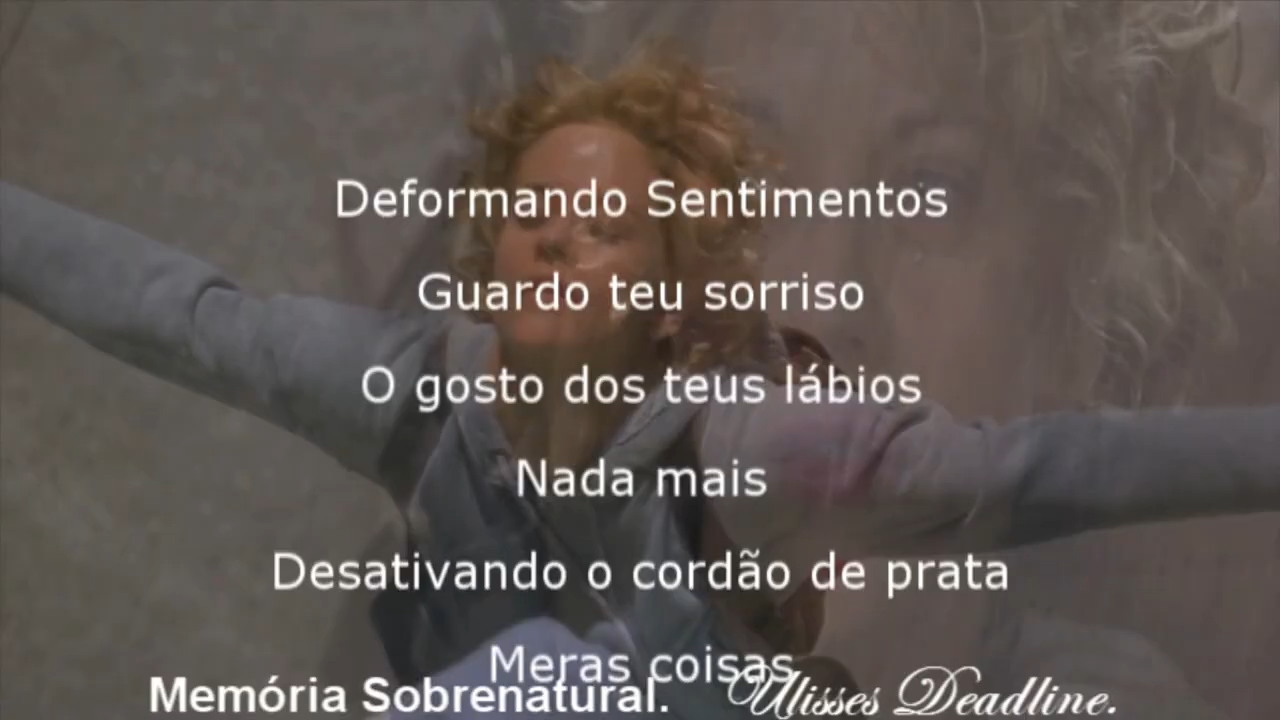 Deformando Sentimentos
Guardo teu sorriso
O gosto dos teus lábios
Nada mais
Desativando o cordão de prata
Meras coisas
Memória Sobrenatural. Ulisses Deadline.